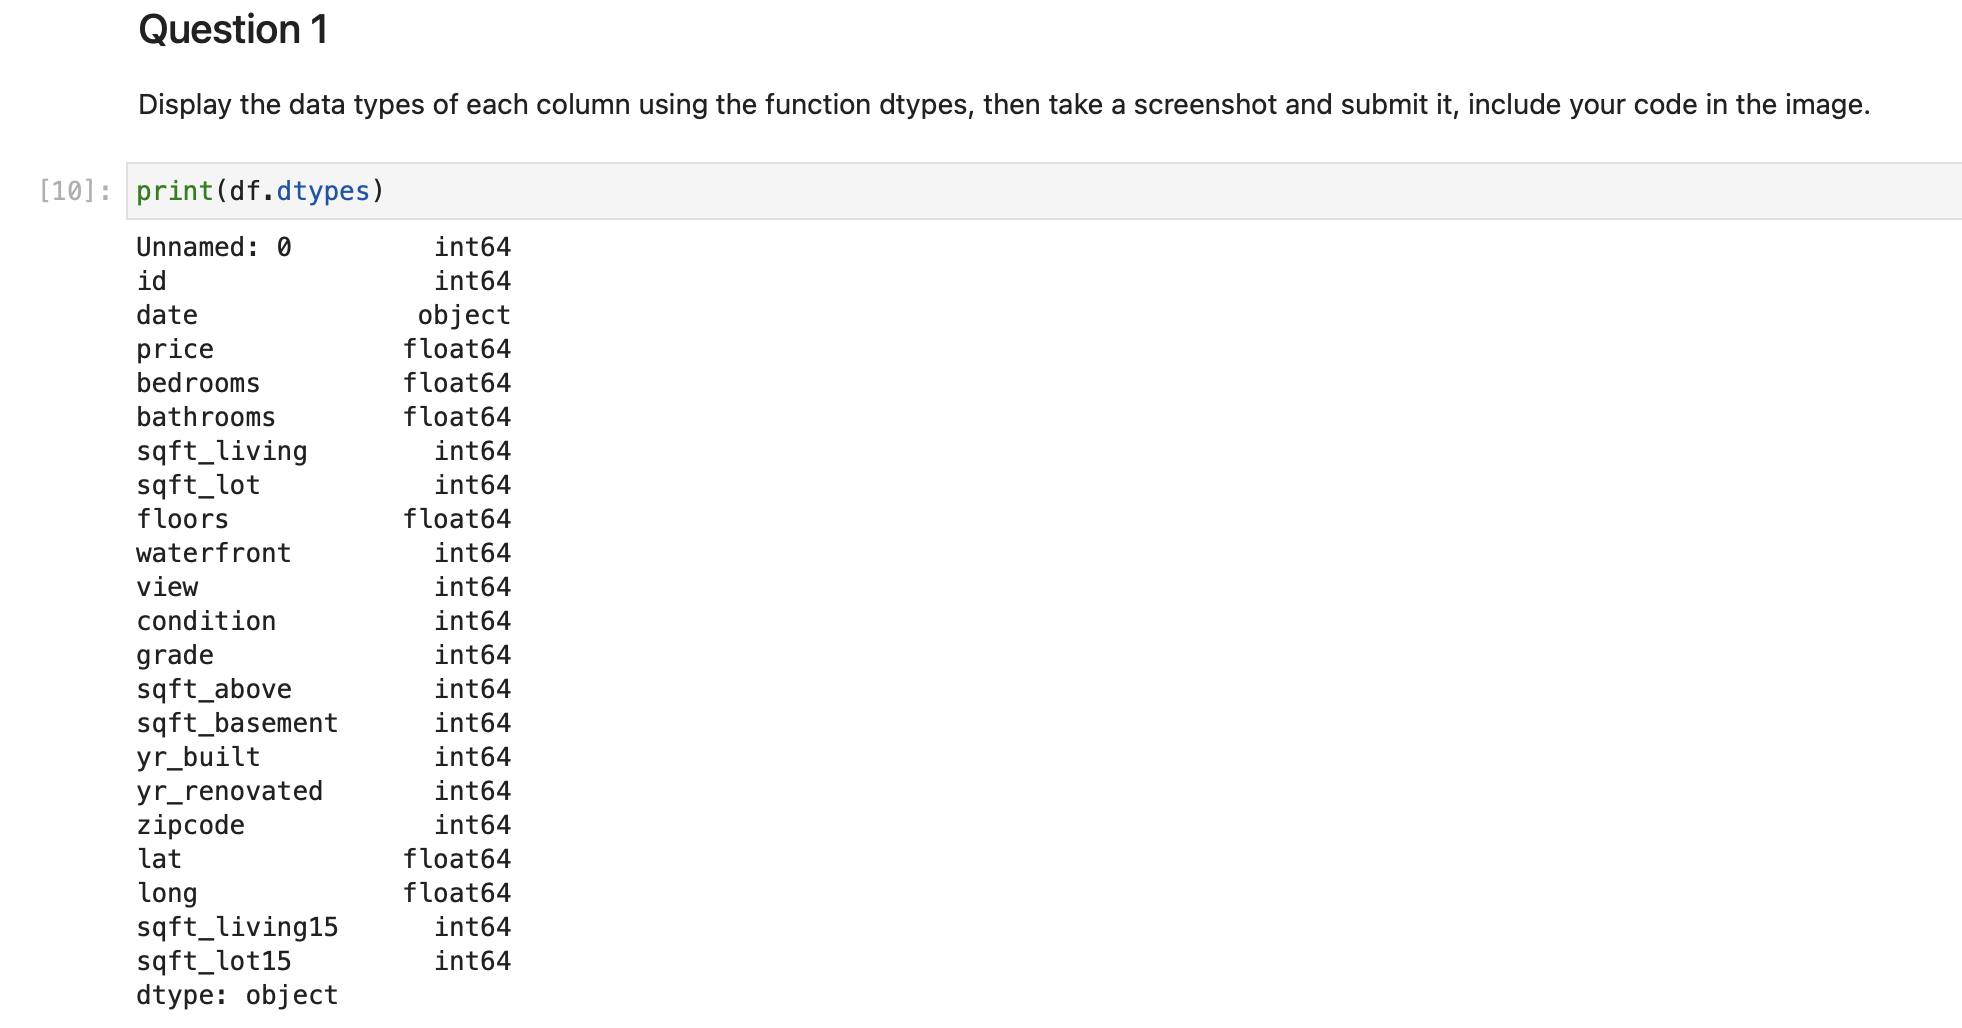 Question 1
Display the data types of each column using the function dtypes, then take a screenshot and submit it, include your code in the image.
[10]: print(df.dtypes)
Unnamed: 0         int64
id                 int64
date              object
price            float64
bedrooms         float64
bathrooms        float64
sqft_living        int64
sqft_lot           int64
floors           float64
waterfront         int64
view               int64
condition          int64
grade              int64
sqft_above         int64
sqft_basement      int64
yr_built           int64
yr_renovated       int64
zipcode            int64
lat              float64
long             float64
sqft_living15      int64
sqft_lot15         int64
dtype: object